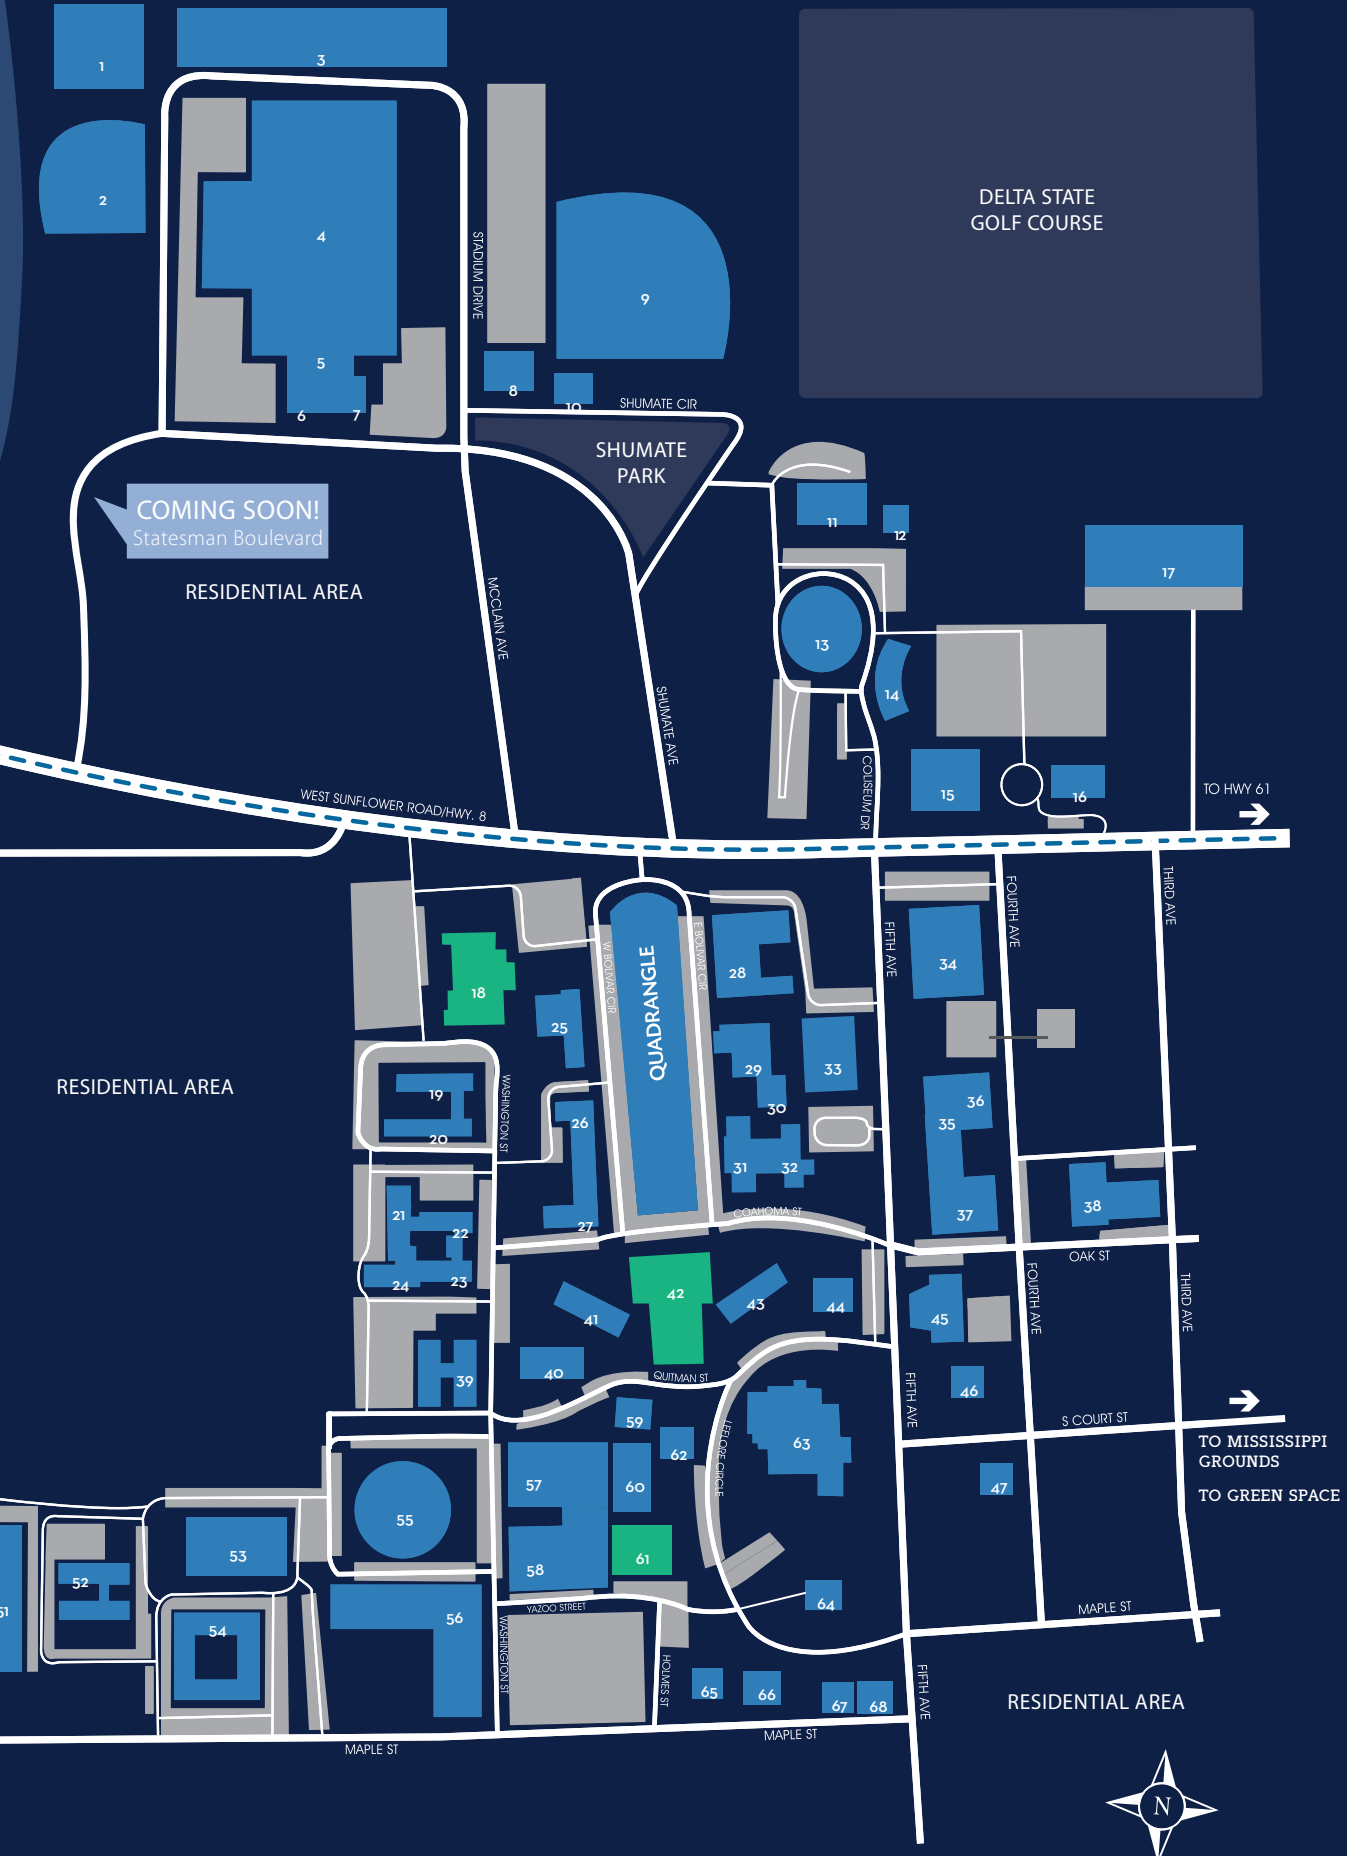 1
3
2
4
5
6
7
STADIUM DRIVE
8
9
10
SHUMATE CIR
DELTA STATE
GOLF COURSE
SHUMATE
PARK
COMING SOON!
Statesman Boulevard
RESIDENTIAL AREA
MCCLAIN AVE
SHUMATE AVE
11
12
13
14
15
16
17
COLISEUM DR
TO HWY 61
WEST SUNFLOWER ROAD/HWY. 8
18
25
W BOLIVAR CIR
QUADRANGLE
E BOLIVAR CIR
28
FIFTH AVE
34
FOURTH AVE
THIRD AVE
RESIDENTIAL AREA
19
20
WASHINGTON ST
26
27
29
30
33
31
32
35
36
37
38
21
22
23
24
COAHOMA ST
OAK ST
41
42
43
44
45
FOURTH AVE
THIRD AVE
39
40
QUITMAN ST
46
FIFTH AVE
S COURT ST
59
62
LEFLORE CIRCLE
63
TO MISSISSIPPI
GROUNDS
TO GREEN SPACE
47
57
60
55
58
61
53
52
51
54
56
64
YAZOO STREET
WASHINGTON ST
HOLMES ST
MAPLE ST
65
66
67
68
FIFTH AVE
RESIDENTIAL AREA
MAPLE ST
MAPLE ST
N